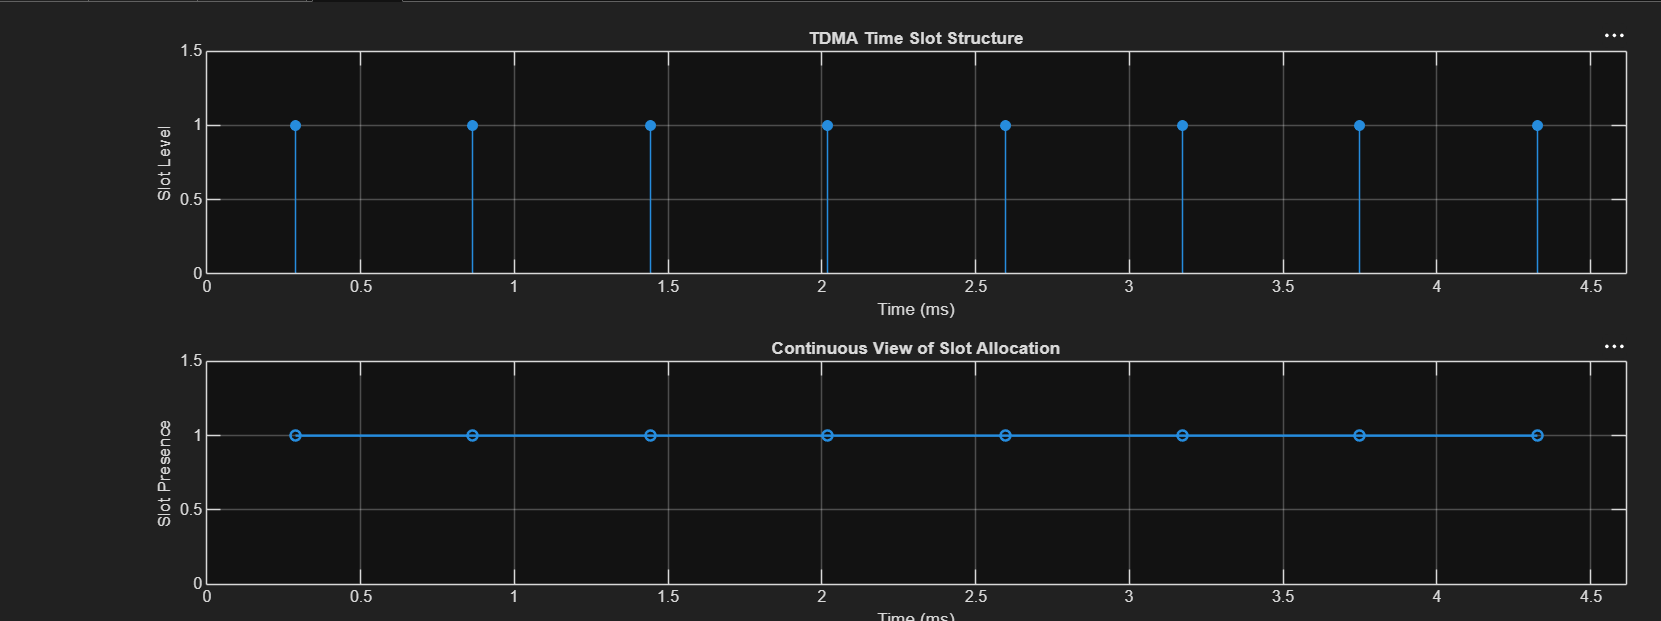 TDMA Time Slot Structure
...
1.5
1
0.5
0
Slot Level
0 0.5 1 1.5 2 2.5 3 3.5 4 4.5
Time (ms)
Continuous View of Slot Allocation
...
1.5
1
0.5
0
Slot Presence
0 0.5 1 1.5 2 2.5 3 3.5 4 4.5
Time (ms)